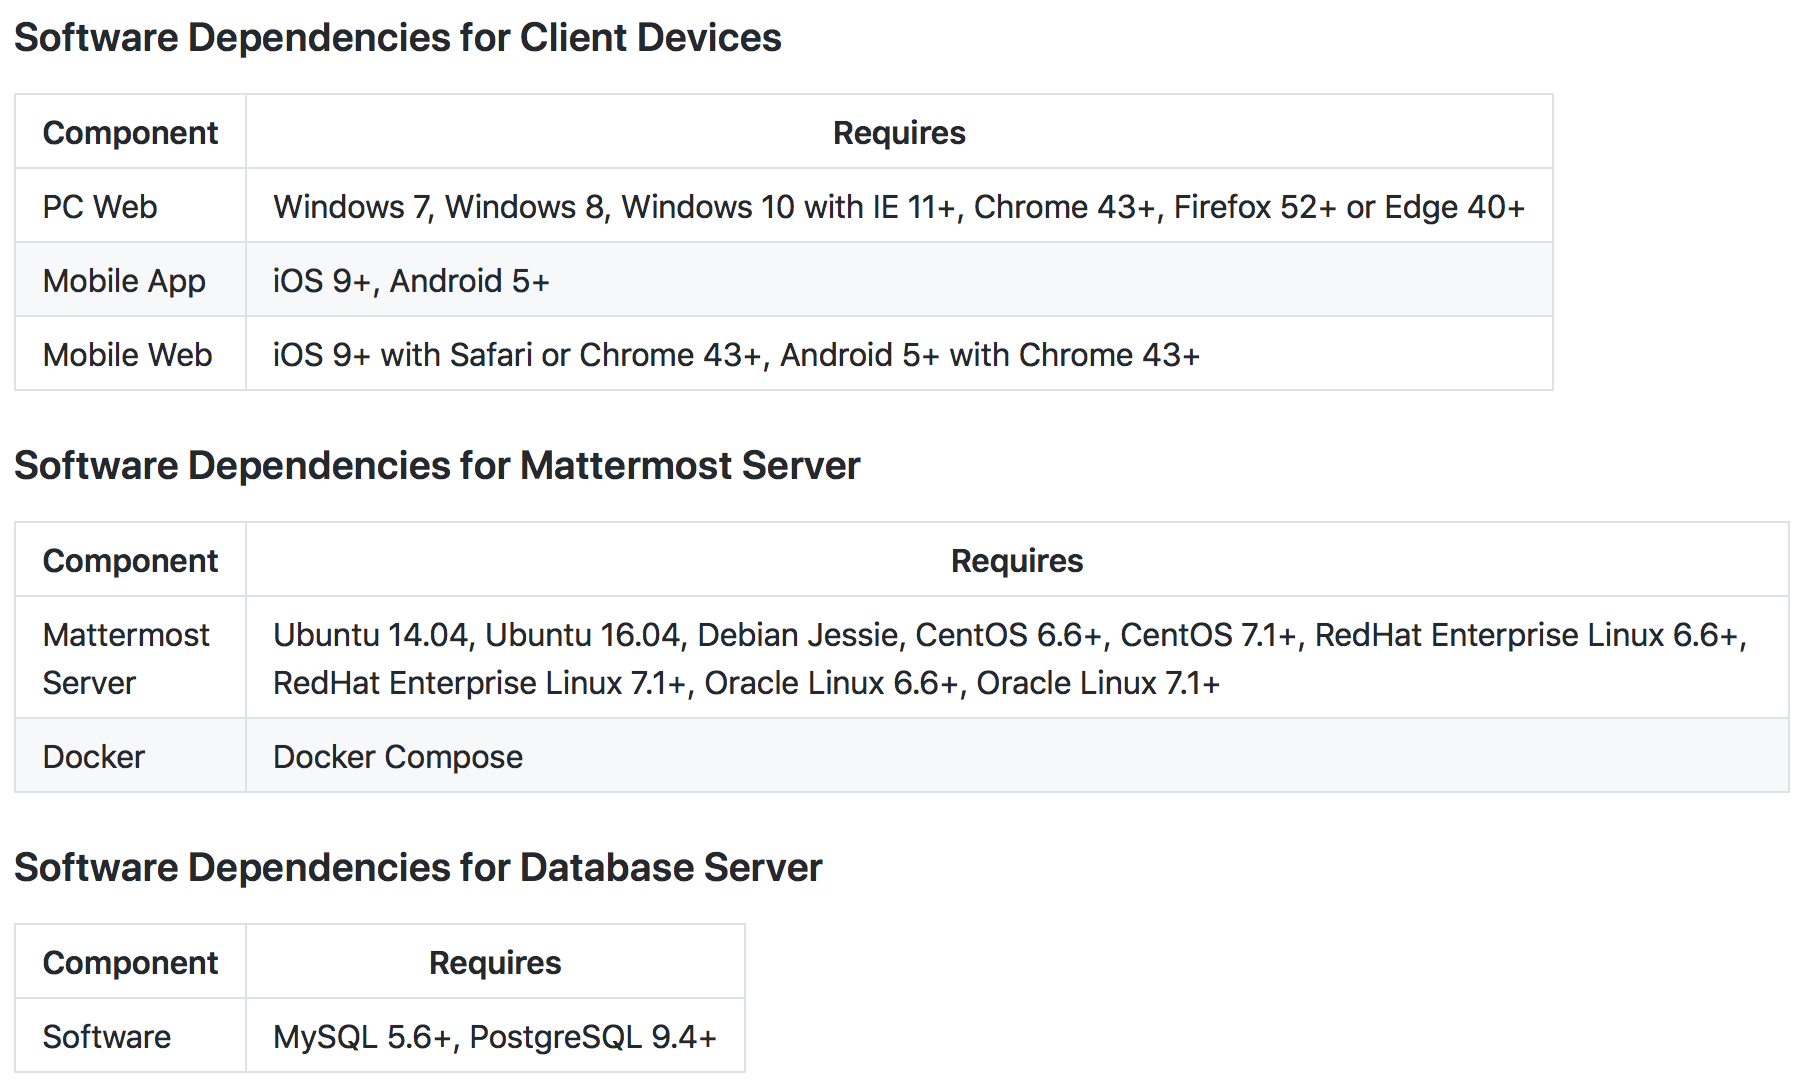 Software Dependencies for Client Devices
Component Requires
PC Web Windows 7, Windows 8, Windows 10 with IE 11+, Chrome 43+, Firefox 52+ or Edge 40+
Mobile App iOS 9+, Android 5+
Mobile Web iOS 9+ with Safari or Chrome 43+, Android 5+ with Chrome 43+
Software Dependencies for Mattermost Server
Component Requires
Mattermost Ubuntu 14.04, Ubuntu 16.04, Debian Jessie, CentOS 6.6+, CentOS 7.1+, RedHat Enterprise Linux 6.6+,
Server RedHat Enterprise Linux 7.1+, Oracle Linux 6.6+, Oracle Linux 7.1+
Docker Docker Compose
Software Dependencies for Database Server
Component Requires
Software MySQL 5.6+, PostgreSQL 9.4+